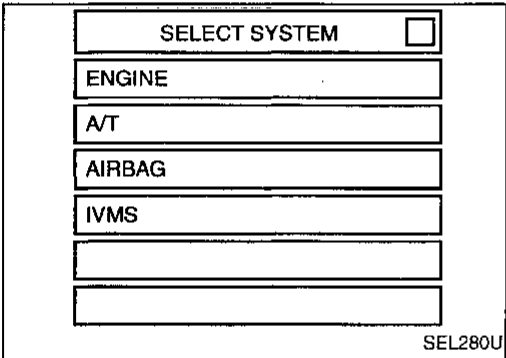 SELECT SYSTEM
ENGINE
A/T
AIRBAG
IVMS
SEL280U